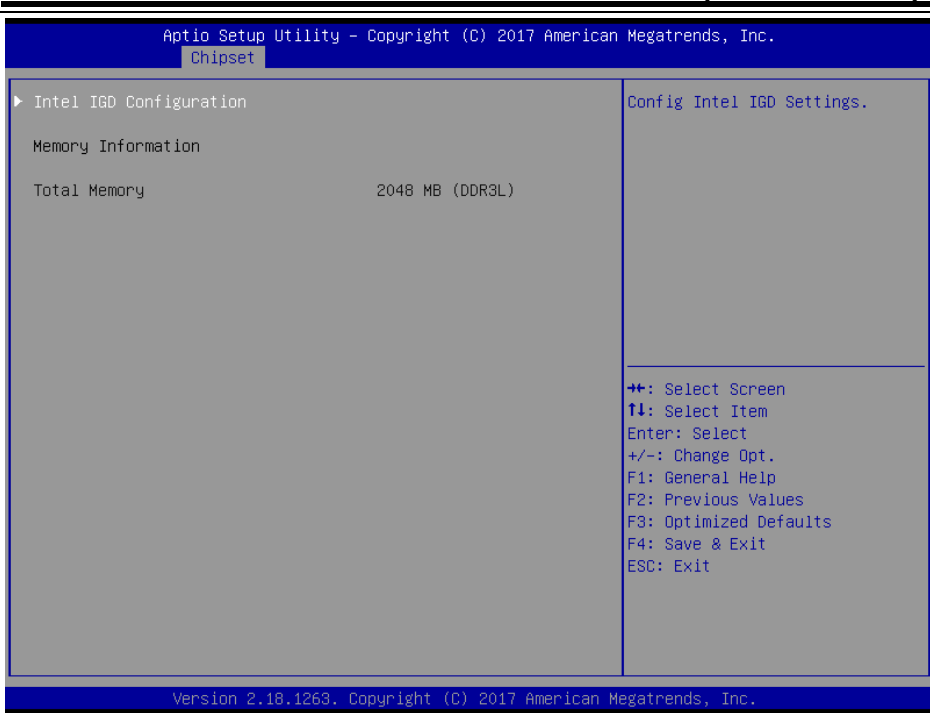 Aptio Setup Utility – Copyright (C) 2017 American Megatrends, Inc.
Chipset
▶ Intel IGD Configuration
Memory Information
Total Memory 2048 MB (DDR3L)
Config Intel IGD Settings.
→←: Select Screen
↑↓: Select Item
Enter: Select
+/-: Change Opt.
F1: General Help
F2: Previous Values
F3: Optimized Defaults
F4: Save & Exit
ESC: Exit
Version 2.18.1263. Copyright (C) 2017 American Megatrends, Inc.